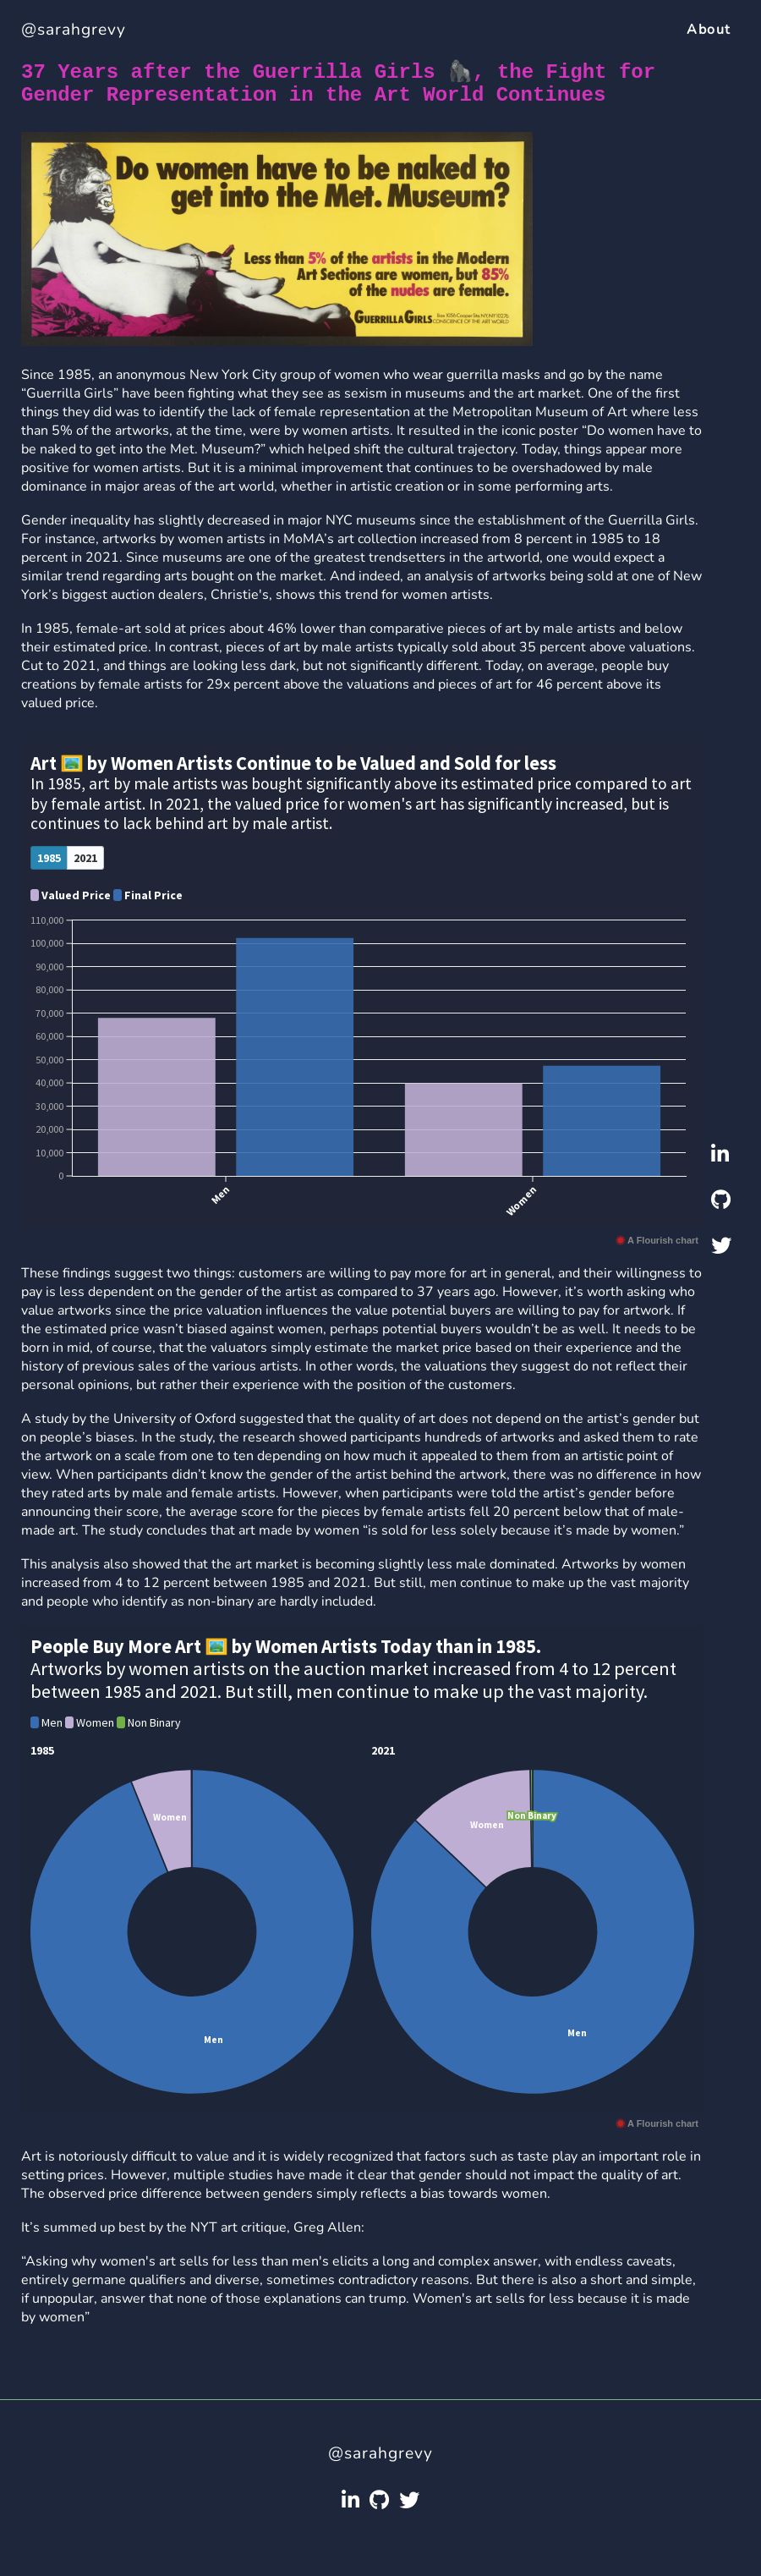 @sarahgrevy
About
37 Years after the Guerrilla Girls 🦍, the Fight for
Gender Representation in the Art World Continues
Do women have to be naked to
get into the Met. Museum?
Less than 5% of the artists in the Modern
Art Sections are women, but 85%
of the nudes are female.
GUERRILLA GIRLS
CONSCIENCE OF THE ART WORLD
Since 1985, an anonymous New York City group of women who wear guerrilla masks and go by the name
“Guerrilla Girls” have been fighting what they see as sexism in museums and the art market. One of the first
things they did was to identify the lack of female representation at the Metropolitan Museum of Art where less
than 5% of the artworks, at the time, were by women artists. It resulted in the iconic poster “Do women have to
be naked to get into the Met. Museum?” which helped shift the cultural trajectory. Today, things appear more
positive for women artists. But it is a minimal improvement that continues to be overshadowed by male
dominance in major areas of the art world, whether in artistic creation or in some performing arts.
Gender inequality has slightly decreased in major NYC museums since the establishment of the Guerrilla Girls.
For instance, artworks by women artists in MoMA’s art collection increased from 8 percent in 1985 to 18
percent in 2021. Since museums are one of the greatest trendsetters in the artworld, one would expect a
similar trend regarding arts bought on the market. And indeed, an analysis of artworks being sold at one of New
York’s biggest auction dealers, Christie's, shows this trend for women artists.
In 1985, female-art sold at prices about 46% lower than comparative pieces of art by male artists and below
their estimated price. In contrast, pieces of art by male artists typically sold about 35 percent above valuations.
Cut to 2021, and things are looking less dark, but not significantly different. Today, on average, people buy
creations by female artists for 29x percent above the valuations and pieces of art for 46 percent above its
valued price.
Art 🖼️ by Women Artists Continue to be Valued and Sold for less
In 1985, art by male artists was bought significantly above its estimated price compared to art
by female artist. In 2021, the valued price for women's art has significantly increased, but is
continues to lack behind art by male artist.
1985 2021
Valued Price Final Price
110,000
100,000
90,000
80,000
70,000
60,000
50,000
40,000
30,000
20,000
10,000
0
Men
Women
A Flourish chart
These findings suggest two things: customers are willing to pay more for art in general, and their willingness to
pay is less dependent on the gender of the artist as compared to 37 years ago. However, it’s worth asking who
value artworks since the price valuation influences the value potential buyers are willing to pay for artwork. If
the estimated price wasn’t biased against women, perhaps potential buyers wouldn’t be as well. It needs to be
born in mid, of course, that the valuators simply estimate the market price based on their experience and the
history of previous sales of the various artists. In other words, the valuations they suggest do not reflect their
personal opinions, but rather their experience with the position of the customers.
A study by the University of Oxford suggested that the quality of art does not depend on the artist’s gender but
on people’s biases. In the study, the research showed participants hundreds of artworks and asked them to rate
the artwork on a scale from one to ten depending on how much it appealed to them from an artistic point of
view. When participants didn’t know the gender of the artist behind the artwork, there was no difference in how
they rated arts by male and female artists. However, when participants were told the artist’s gender before
announcing their score, the average score for the pieces by female artists fell 20 percent below that of male-
made art. The study concludes that art made by women “is sold for less solely because it’s made by women.”
This analysis also showed that the art market is becoming slightly less male dominated. Artworks by women
increased from 4 to 12 percent between 1985 and 2021. But still, men continue to make up the vast majority
and people who identify as non-binary are hardly included.
People Buy More Art 🖼️ by Women Artists Today than in 1985.
Artworks by women artists on the auction market increased from 4 to 12 percent
between 1985 and 2021. But still, men continue to make up the vast majority.
Men Women Non Binary
1985
2021
Women
Women
Non Binary
Men
Men
A Flourish chart
Art is notoriously difficult to value and it is widely recognized that factors such as taste play an important role in
setting prices. However, multiple studies have made it clear that gender should not impact the quality of art.
The observed price difference between genders simply reflects a bias towards women.
It’s summed up best by the NYT art critique, Greg Allen:
“Asking why women's art sells for less than men's elicits a long and complex answer, with endless caveats,
entirely germane qualifiers and diverse, sometimes contradictory reasons. But there is also a short and simple,
if unpopular, answer that none of those explanations can trump. Women's art sells for less because it is made
by women”
@sarahgrevy